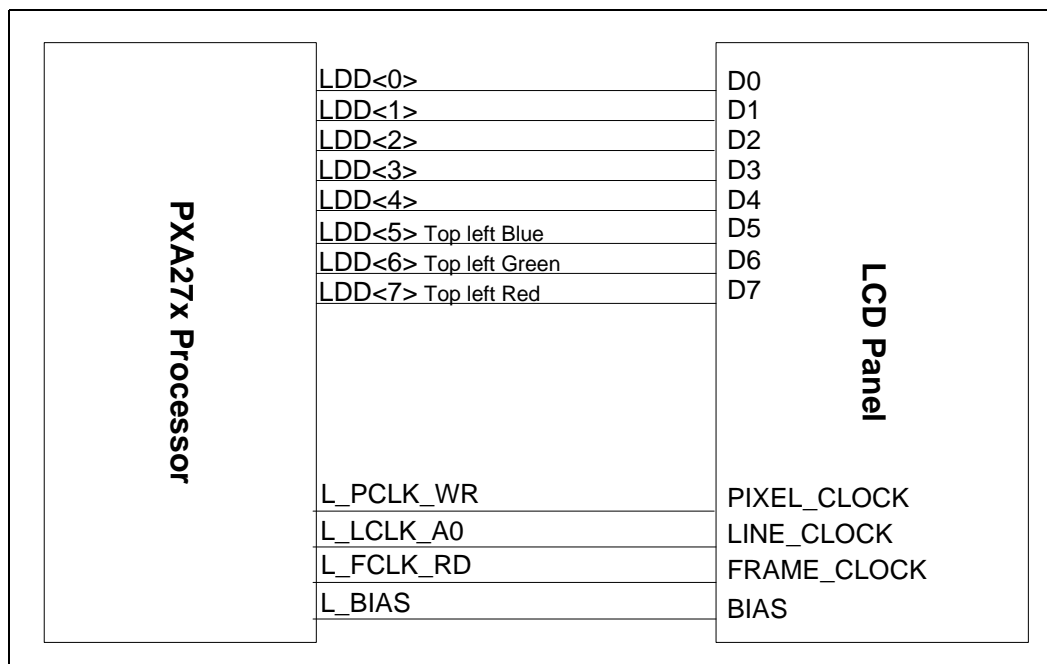 PXA27x Processor
LDD<0> D0
LDD<1> D1
LDD<2> D2
LDD<3> D3
LDD<4> D4
LDD<5> Top left Blue D5
LDD<6> Top left Green D6
LDD<7> Top left Red D7
LCD Panel
L_PCLK_WR PIXEL_CLOCK
L_LCLK_A0 LINE_CLOCK
L_FCLK_RD FRAME_CLOCK
L_BIAS BIAS